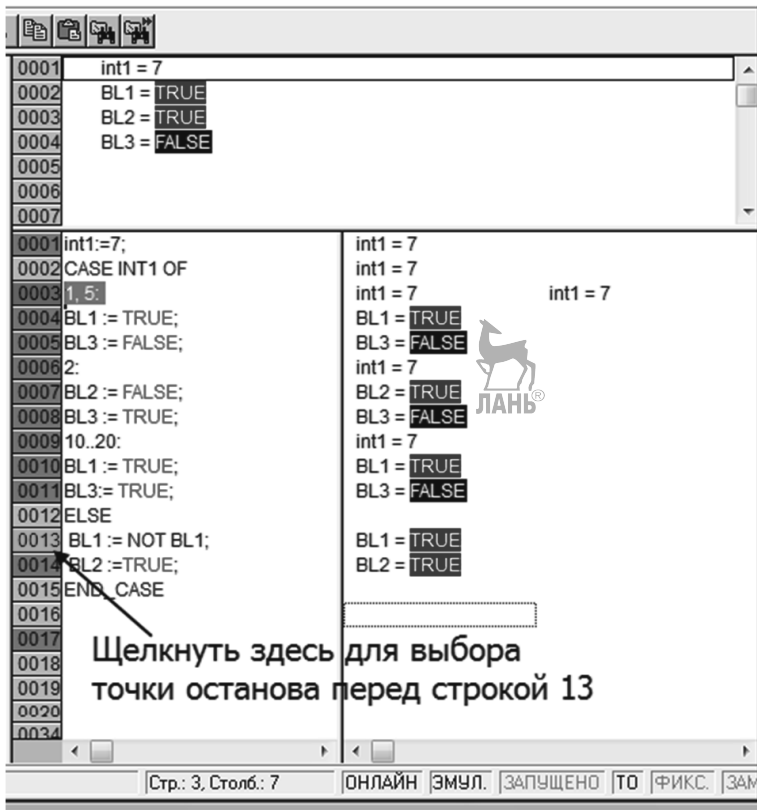 0001 int1 = 7
0002 BL1 = TRUE
0003 BL2 = TRUE
0004 BL3 = FALSE
0005
0006
0007
0001 int1:=7; int1 = 7
0002 CASE INT1 OF int1 = 7
0003 1, 5: int1 = 7 int1 = 7
0004 BL1 := TRUE; BL1 = TRUE
0005 BL3 := FALSE; BL3 = FALSE
0006 2: int1 = 7
0007 BL2 := FALSE; BL2 = TRUE
0008 BL3 := TRUE; BL3 = FALSE
ЛАНЬ®
0009 10..20: int1 = 7
0010 BL1 := TRUE; BL1 = TRUE
0011 BL3:= TRUE; BL3 = FALSE
0012 ELSE
0013 BL1 := NOT BL1; BL1 = TRUE
0014 BL2 :=TRUE; BL2 = TRUE
0015 END_CASE
0016
0017
0018
0019
0020
0034
Щелкнуть здесь для выбора
точки останова перед строкой 13
Стр.: 3, Столб.: 7 ОНЛАЙН ЭМУЛ. ЗАПУЩЕНО ТО ФИКС. ЗАМ